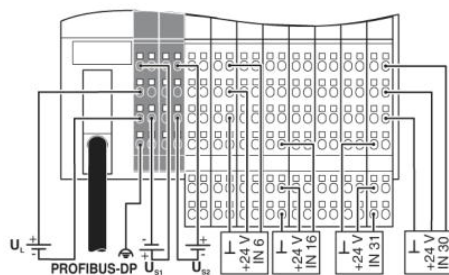 +24 V
IN 6
+24 V
IN 16
+24 V
IN 31
+24 V
IN 30
U_L
+
−
PROFIBUS-DP
−
+
U_S1
+
−
U_S2